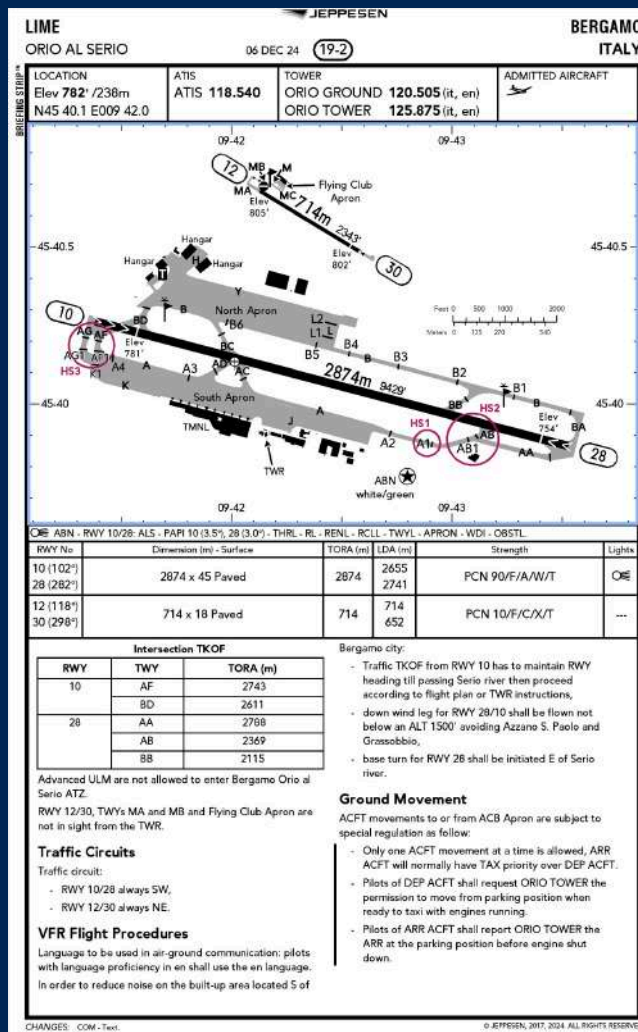 JEPPESEN
LIME
BERGAMO
ORIO AL SERIO
06 DEC 24
19-2
ITALY
BRIEFING STRIP™
LOCATION
Elev 782' /238m
N45 40.1 E009 42.0
ATIS
ATIS 118.540
TOWER
ORIO GROUND 120.505 (it, en)
ORIO TOWER 125.875 (it, en)
ADMITTED AIRCRAFT
09-42
09-43
12
MB
M
MA
MC
Flying Club
Apron
Elev
805'
714m
2343'
Elev
802'
30
45-40.5
45-40.5
Hangar
H
Hangar
Hangar
T
Y
10
BD
B
North Apron
B6
L2
L1
L
Feet 0 500 1000 2000
Meters 0 125 250 500
AG
AF
Elev
781'
BC
B5
B4
B
B3
B2
B1
AG1
AF1
A4
A
AD
AC
2874m
9429'
HS3
K1
K
A3
South Apron
A
BB
HS2
Elev
754'
BA
45-40
45-40
TMNL
J
A2
HS1
A1
AB
AB1
AA
I
28
TWR
ABN
white/green
09-42
09-43
ABN - RWY 10/28: ALS - PAPI 10 (3.5°), 28 (3.0°) - THRL - RL - RENL - RCLL - TWYL - APRON - WDI - OBSTL.
RWY No
Dimension (m) - Surface
TORA (m)
LDA (m)
Strength
Lights
10 (102°)
28 (282°)
2874 x 45 Paved
2874
2655
2741
PCN 90/F/A/W/T
12 (118°)
30 (298°)
714 x 18 Paved
714
714
652
PCN 10/F/C/X/T
---
Intersection TKOF
RWY TWY TORA (m)
10 AF 2743
BD 2611
28 AA 2788
AB 2369
BB 2115
Advanced ULM are not allowed to enter Bergamo Orio al
Serio ATZ.
RWY 12/30, TWYs MA and MB and Flying Club Apron are
not in sight from the TWR.
Traffic Circuits
Traffic circuit:
- RWY 10/28 always SW,
- RWY 12/30 always NE.
VFR Flight Procedures
Language to be used in air-ground communication: pilots
with language proficiency in en shall use the en language.
In order to reduce noise on the built-up area located S of
Bergamo city:
- Traffic TKOF from RWY 10 has to maintain RWY
heading till passing Serio river then proceed
according to flight plan or TWR instructions,
- down wind leg for RWY 28/10 shall be flown not
below an ALT 1500' avoiding Azzano S. Paolo and
Grassobbio,
- base turn for RWY 28 shall be initiated E of Serio
river.
Ground Movement
ACFT movements to or from ACB Apron are subject to
special regulation as follow:
- Only one ACFT movement at a time is allowed, ARR
ACFT will normally have TAX priority over DEP ACFT.
- Pilots of DEP ACFT shall request ORIO TOWER the
permission to move from parking position when
ready to taxi with engines running.
- Pilots of ARR ACFT shall report ORIO TOWER the
ARR at the parking position before engine shut
down.
CHANGES: COM - Text.
© JEPPESEN, 2017, 2024. ALL RIGHTS RESERVE